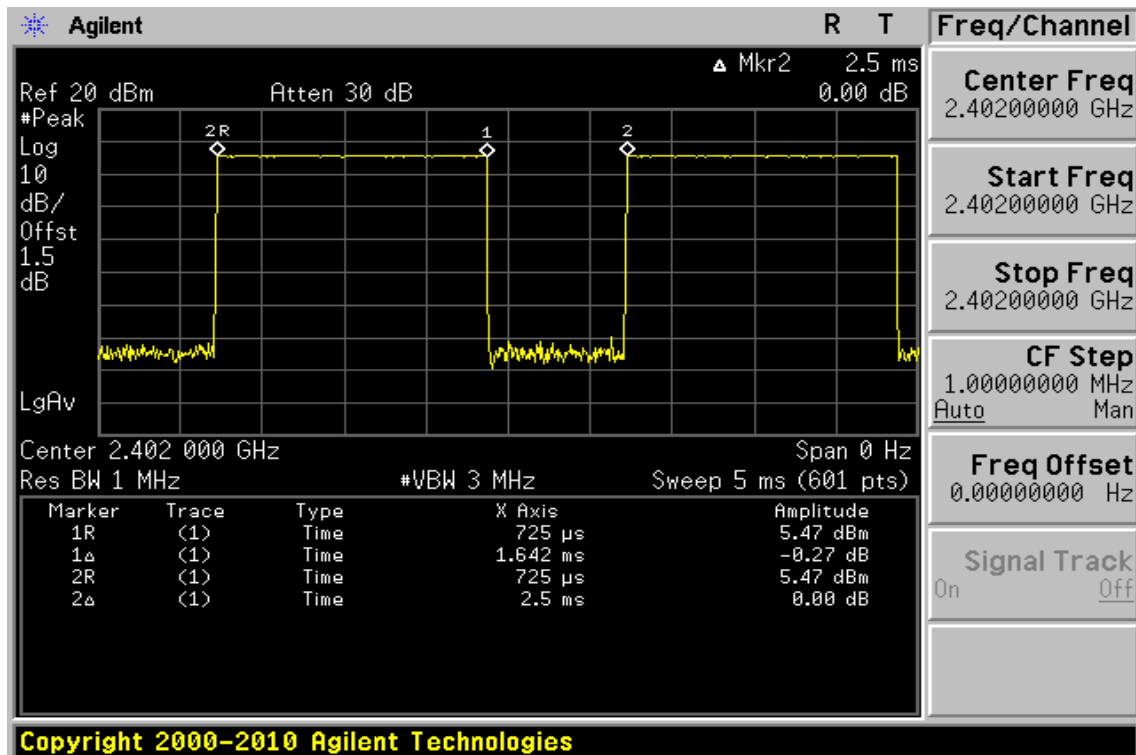 Agilent R T
Freq/Channel
▵ Mkr2 2.5 ms
Ref 20 dBm Atten 30 dB 0.00 dB
#Peak
Log
10
dB/
Offst
1.5
dB
LgAv
2R 1 2
Center 2.402 000 GHz Span 0 Hz
Res BW 1 MHz #VBW 3 MHz Sweep 5 ms (601 pts)
Marker Trace Type X Axis Amplitude
1R (1) Time 725 µs 5.47 dBm
1▵ (1) Time 1.642 ms -0.27 dB
2R (1) Time 725 µs 5.47 dBm
2▵ (1) Time 2.5 ms 0.00 dB
Center Freq
2.40200000 GHz
Start Freq
2.40200000 GHz
Stop Freq
2.40200000 GHz
CF Step
1.00000000 MHz
Auto Man
Freq Offset
0.00000000 Hz
Signal Track
On Off
Copyright 2000-2010 Agilent Technologies